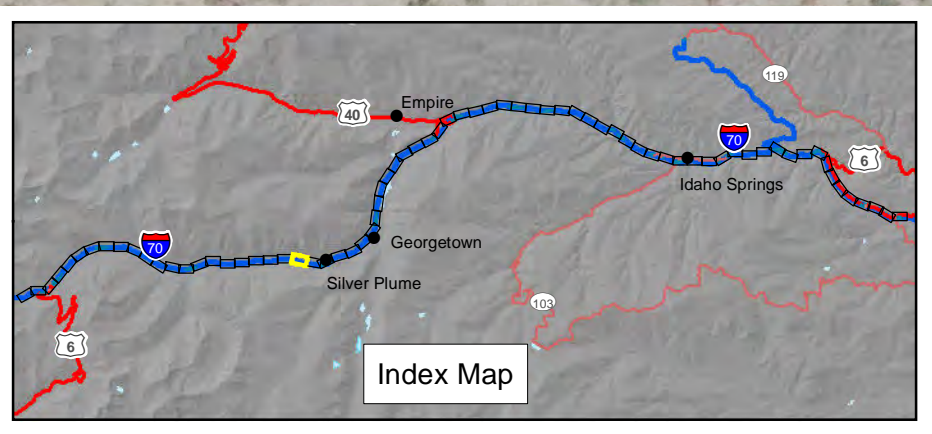 119
Empire
40
70
6
Idaho Springs
Georgetown
70
Silver Plume
103
6
Index Map